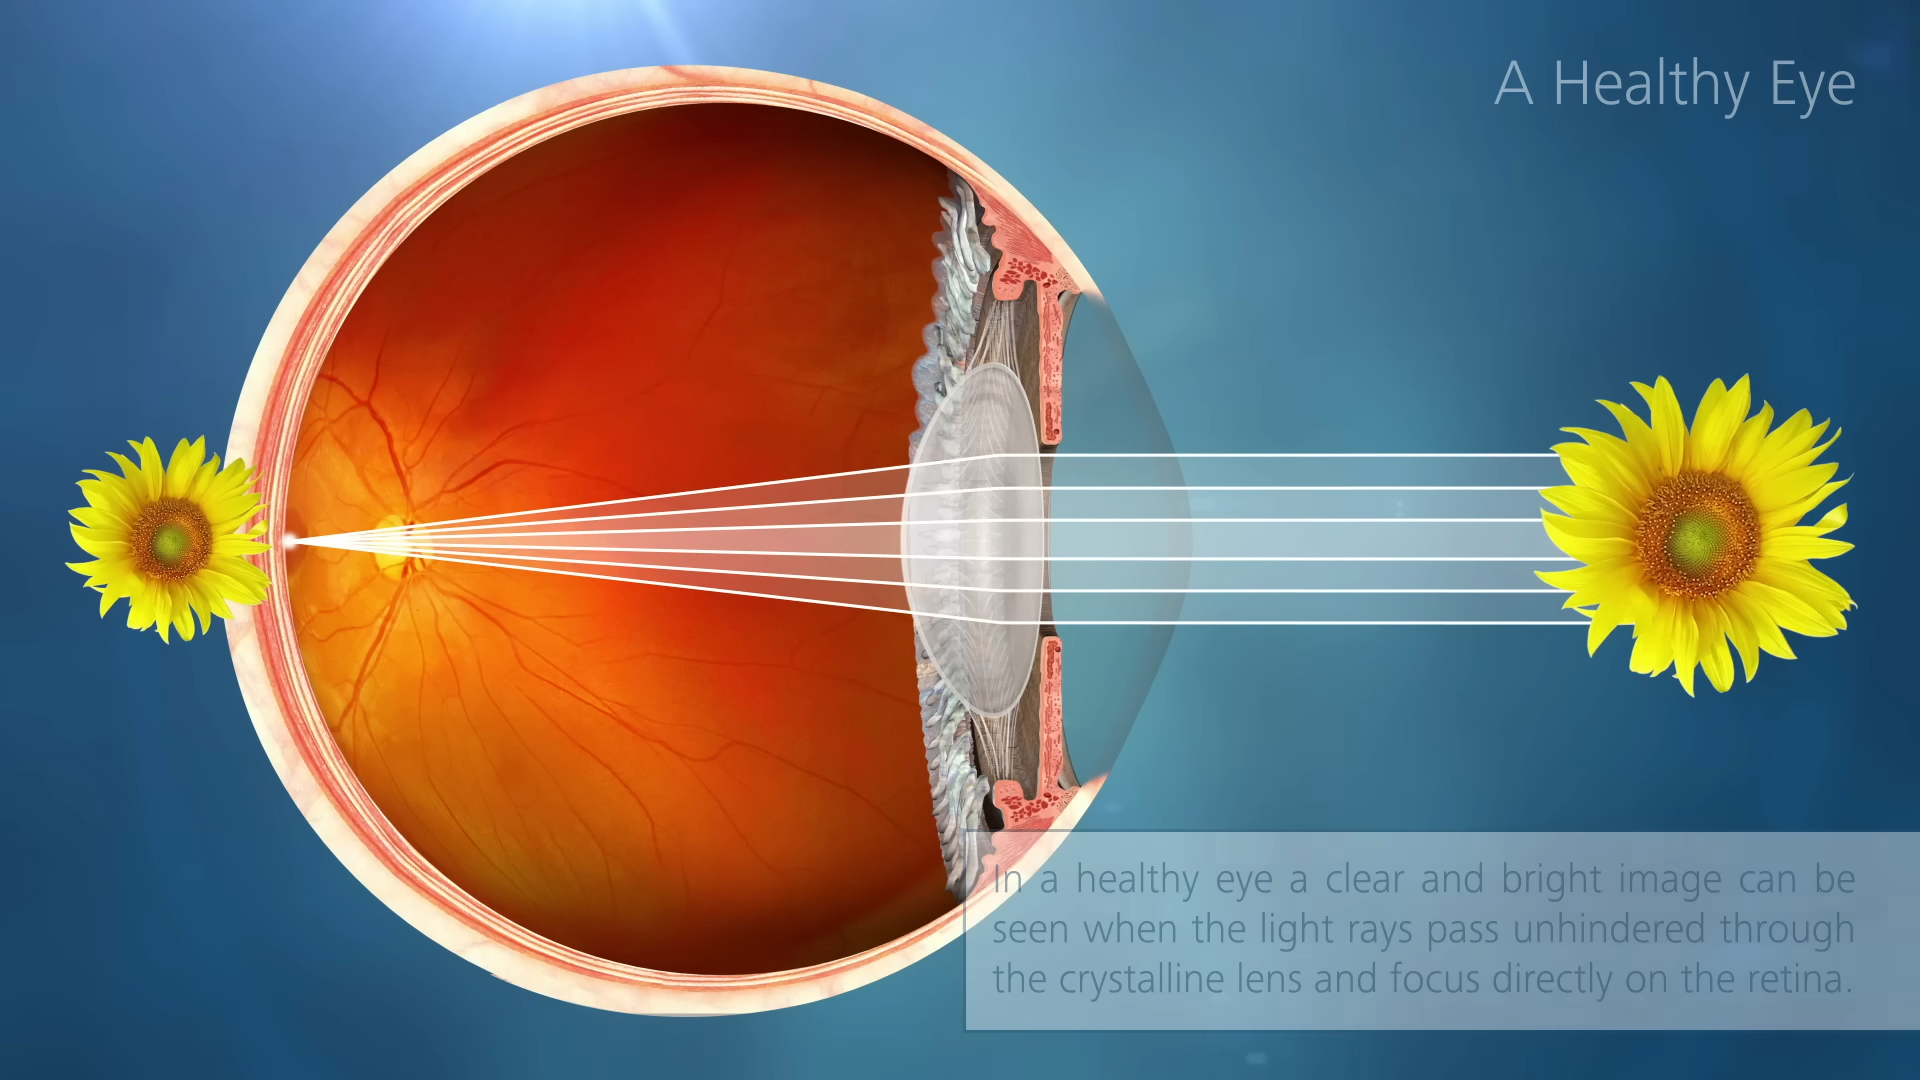 A Healthy Eye
In a healthy eye a clear and bright image can be
seen when the light rays pass unhindered through
the crystalline lens and focus directly on the retina.